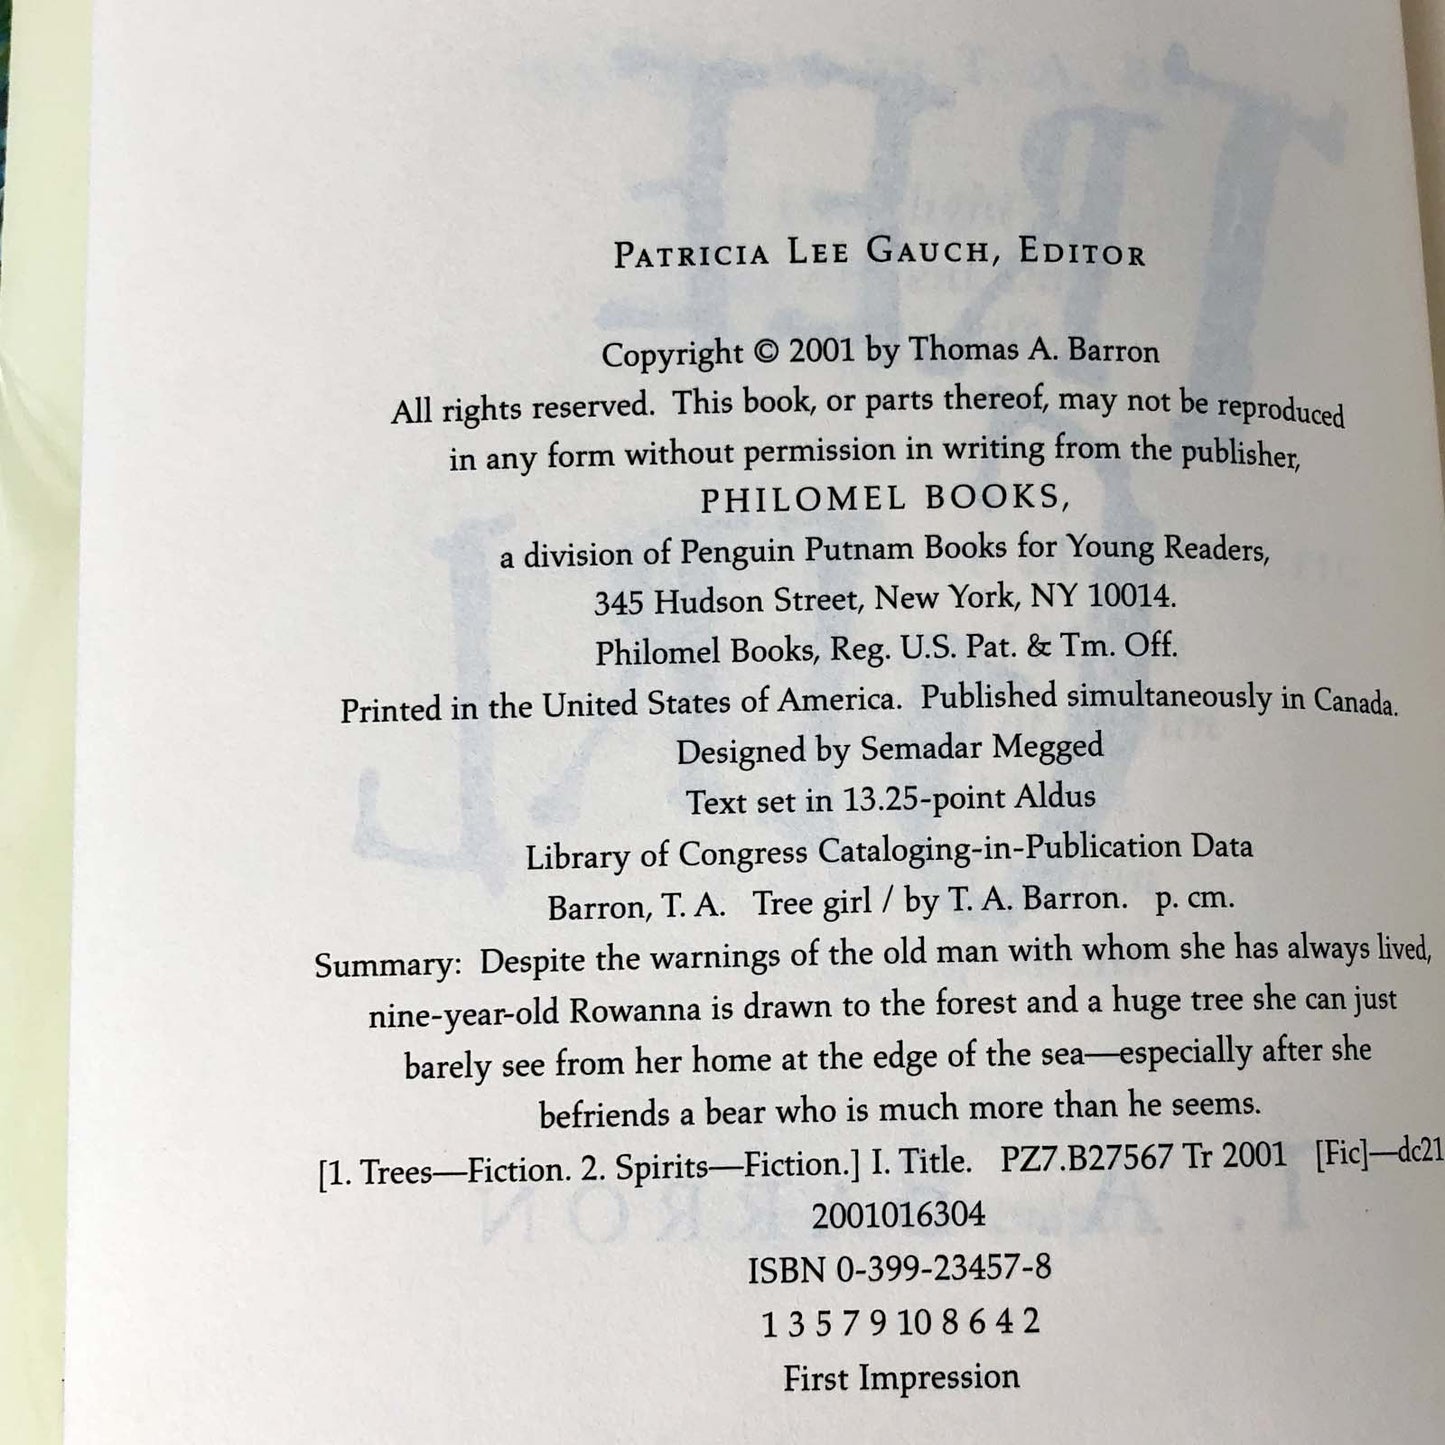 PATRICIA LEE GAUCH, EDITOR
Copyright © 2001 by Thomas A. Barron
All rights reserved. This book, or parts thereof, may not be reproduced
in any form without permission in writing from the publisher,
PHILOMEL BOOKS,
a division of Penguin Putnam Books for Young Readers,
345 Hudson Street, New York, NY 10014.
Philomel Books, Reg. U.S. Pat. & Tm. Off.
Printed in the United States of America. Published simultaneously in Canada.
Designed by Semadar Megged
Text set in 13.25-point Aldus
Library of Congress Cataloging-in-Publication Data
Barron, T. A. Tree girl / by T. A. Barron. p. cm.
Summary: Despite the warnings of the old man with whom she has always lived,
nine-year-old Rowanna is drawn to the forest and a huge tree she can just
barely see from her home at the edge of the sea—especially after she
befriends a bear who is much more than he seems.
[1. Trees—Fiction. 2. Spirits—Fiction.] I. Title. PZ7.B27567 Tr 2001 [Fic]—dc21
2001016304
ISBN 0-399-23457-8
1 3 5 7 9 10 8 6 4 2
First Impression